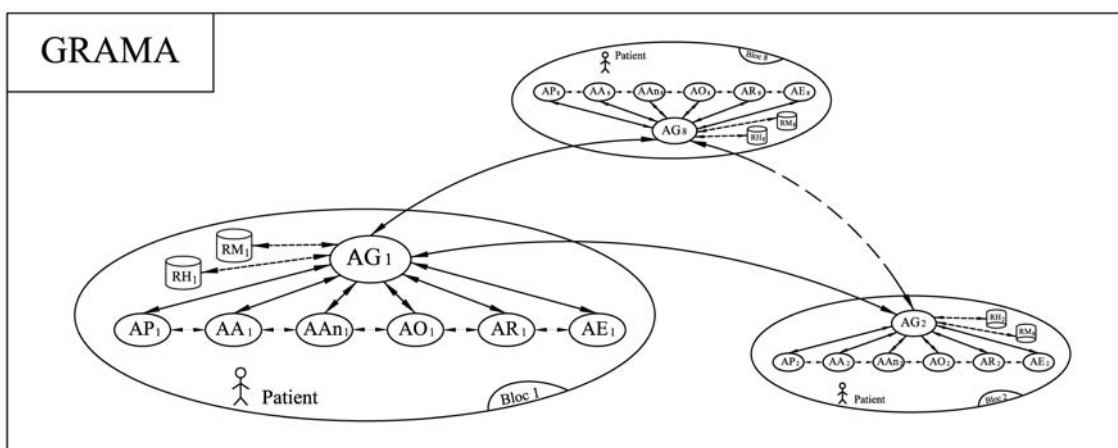 GRAMA
Patient
Bloc 8
AP8 AA8 AAn8 AO8 AR8 AE8
RM8
AG8
RH8
RM1
AG1
RH1
AP1 AA1 AAn1 AO1 AR1 AE1
Patient
Bloc 1
AG2
RH2
AP2 AA2 AAn2 AO2 AR2 AE2
Patient
Bloc 2